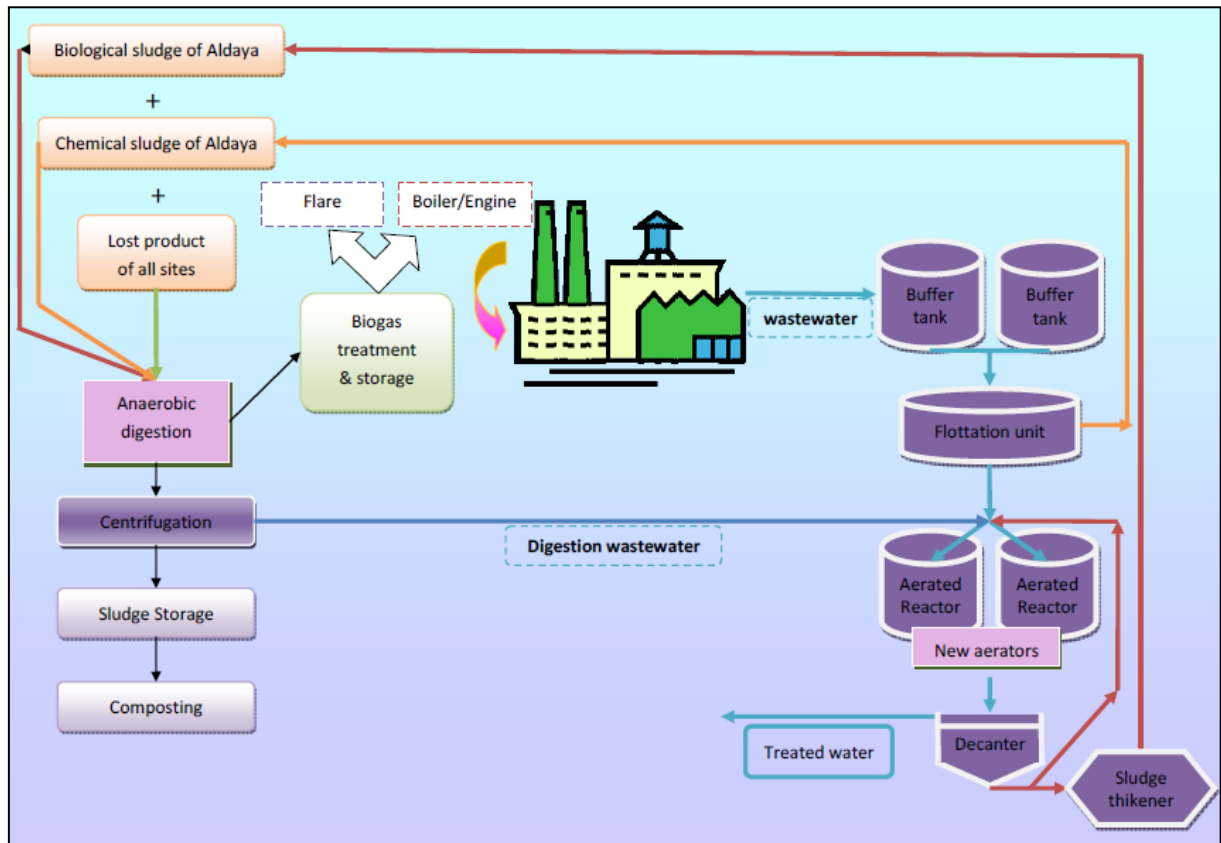 Biological sludge of Aldaya
+
Chemical sludge of Aldaya
+
Lost product
of all sites
Flare
Boiler/Engine
Biogas
treatment
& storage
Anaerobic
digestion
Centrifugation
Sludge Storage
Composting
wastewater
Buffer
tank
Buffer
tank
Flottation unit
Digestion wastewater
Aerated
Reactor
Aerated
Reactor
New aerators
Decanter
Treated water
Sludge
thikener